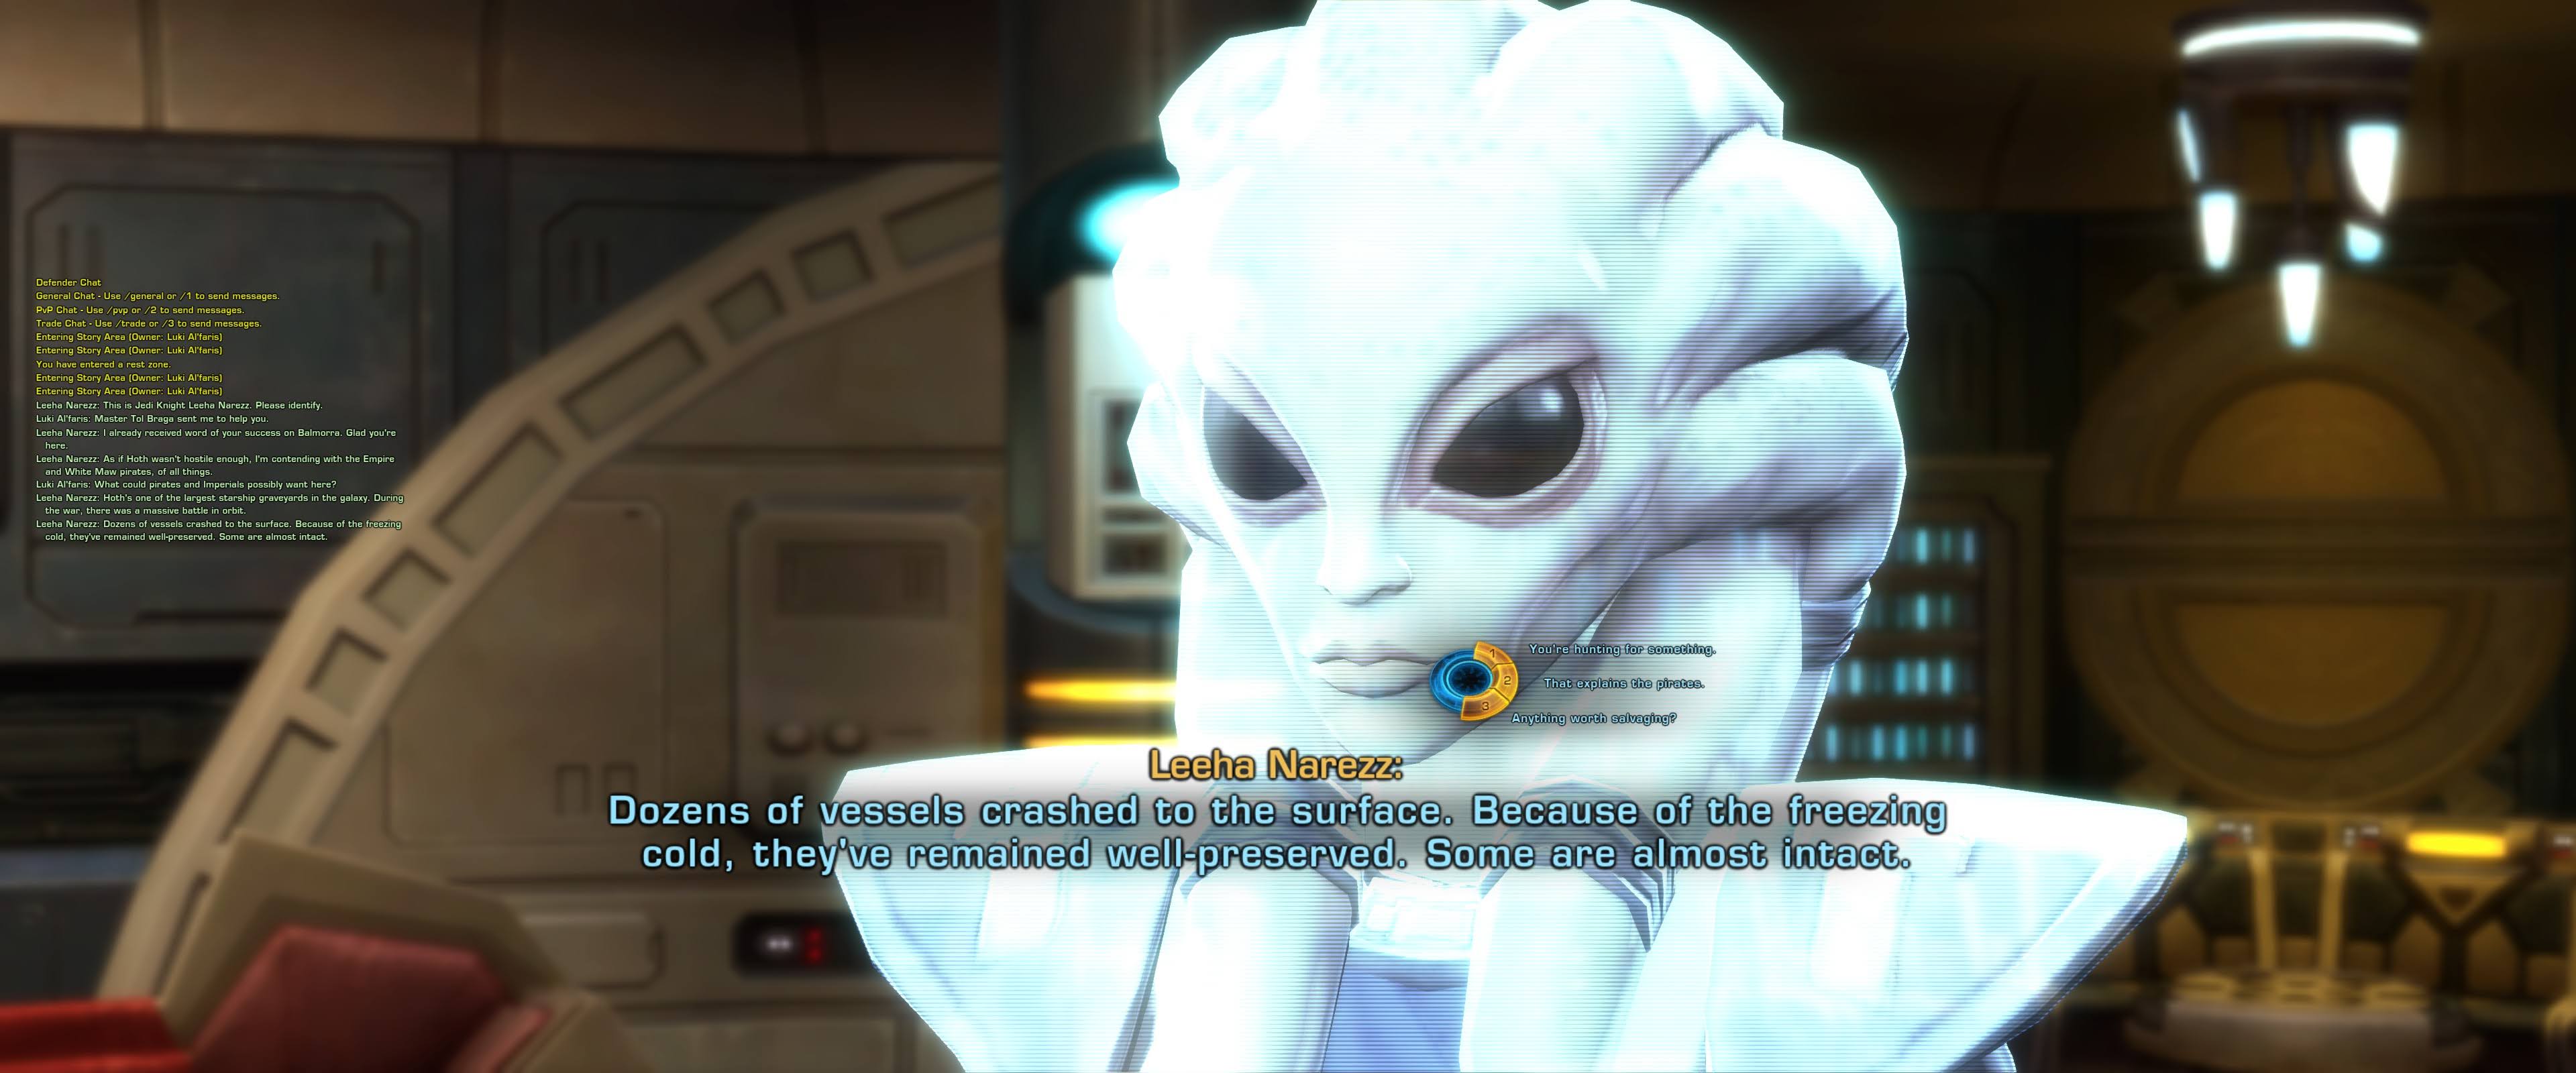 Defender Chat
General Chat - Use /general or /1 to send messages.
PvP Chat - Use /pvp or /2 to send messages.
Trade Chat - Use /trade or /3 to send messages.
Entering Story Area (Owner: Luki Al'faris)
Entering Story Area (Owner: Luki Al'faris)
You have entered a rest zone.
Entering Story Area (Owner: Luki Al'faris)
Entering Story Area (Owner: Luki Al'faris)
Leeha Narezz: This is Jedi Knight Leeha Narezz. Please identify.
Luki Al'faris: Master Tol Braga sent me to help you.
Leeha Narezz: I already received word of your success on Balmorra. Glad you're
here.
Leeha Narezz: As if Hoth wasn't hostile enough, I'm contending with the Empire
and White Maw pirates, of all things.
Luki Al'faris: What could pirates and Imperials possibly want here?
Leeha Narezz: Hoth's one of the largest starship graveyards in the galaxy. During
the war, there was a massive battle in orbit.
Leeha Narezz: Dozens of vessels crashed to the surface. Because of the freezing
cold, they've remained well-preserved. Some are almost intact.
1 You're hunting for something.
2 That explains the pirates.
3 Anything worth salvaging?
Leeha Narezz:
Dozens of vessels crashed to the surface. Because of the freezing
cold, they've remained well-preserved. Some are almost intact.